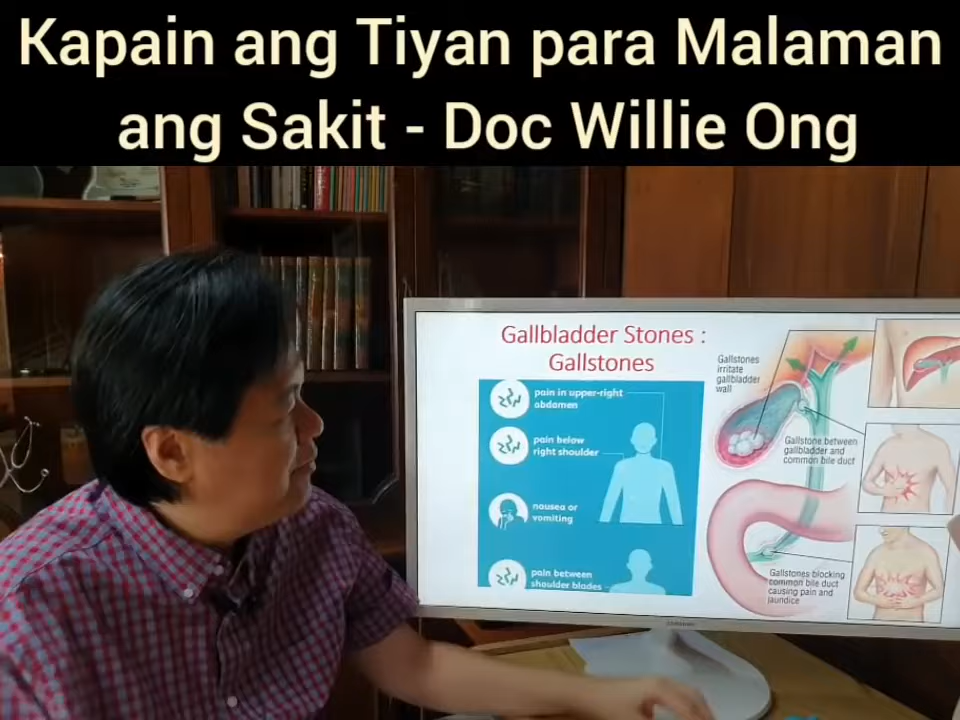 Kapain ang Tiyan para Malaman
ang Sakit - Doc Willie Ong
Gallbladder Stones :
Gallstones
pain in upper-right
abdomen
pain below
right shoulder
nausea or
vomiting
pain between
shoulder blades
Gallstones
irritate
gallbladder
wall
Gallstone between
gallbladder and
common bile duct
Gallstones blocking
common bile duct
causing pain and
jaundice
SAMSUNG